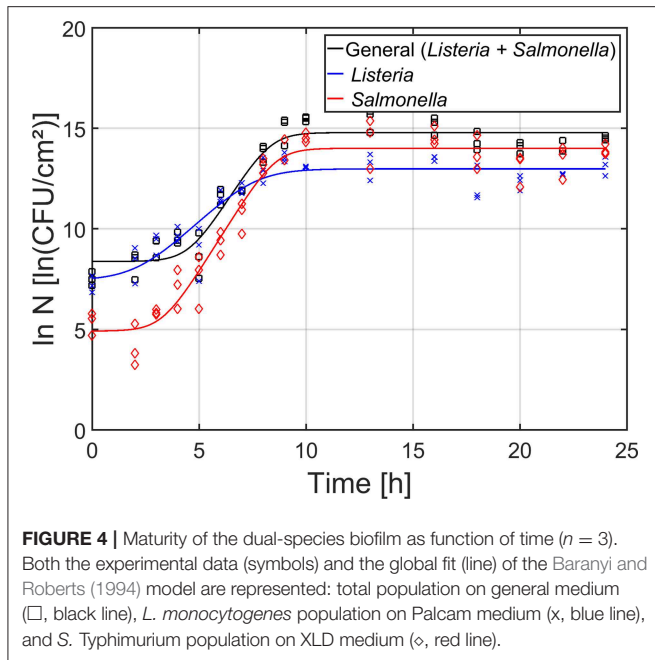 20
15
10
5
0
0
5
10
15
20
25
ln N [ln(CFU/cm²)]
Time [h]
General (Listeria + Salmonella)
Listeria
Salmonella
FIGURE 4 | Maturity of the dual-species biofilm as function of time (n = 3).
Both the experimental data (symbols) and the global fit (line) of the Baranyi and
Roberts (1994) model are represented: total population on general medium
(□, black line), L. monocytogenes population on Palcam medium (x, blue line),
and S. Typhimurium population on XLD medium (⋄, red line).